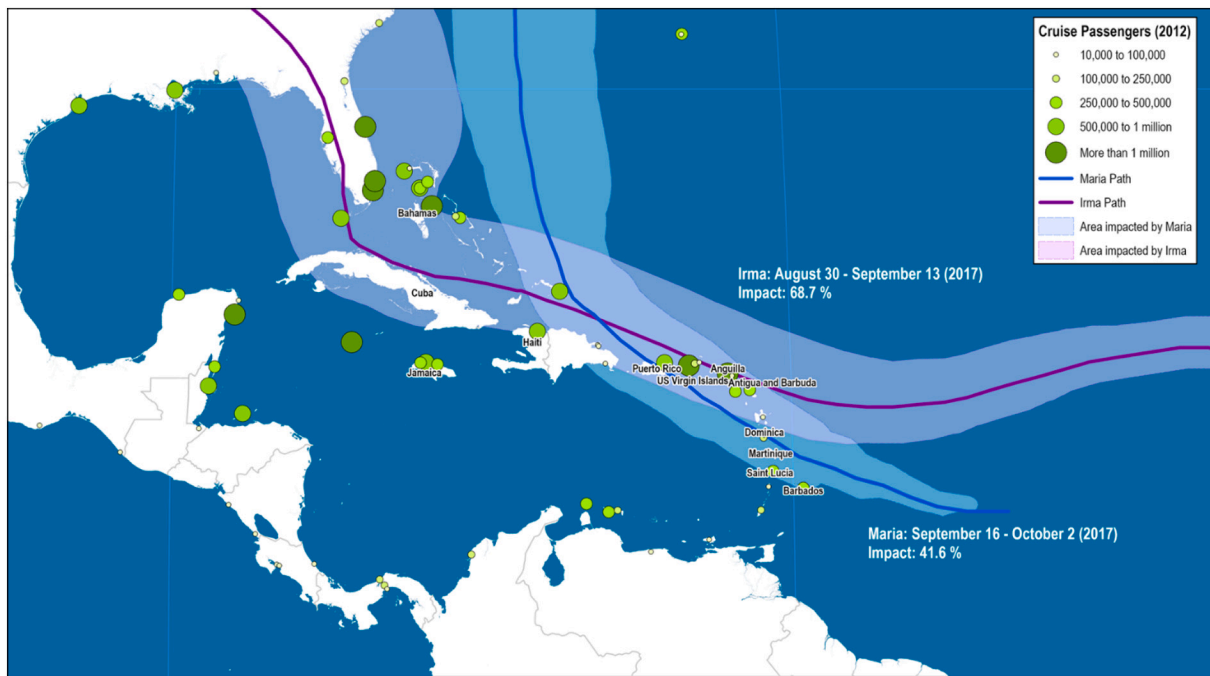 Cruise Passengers (2012)
10,000 to 100,000
100,000 to 250,000
250,000 to 500,000
500,000 to 1 million
More than 1 million
Maria Path
Irma Path
Area impacted by Maria
Area impacted by Irma
Bahamas
Irma: August 30 - September 13 (2017)
Impact: 68.7 %
Cuba
Haiti
Jamaica
Puerto Rico
Anguilla
US Virgin Islands
Antigua and Barbuda
Dominica
Martinique
Saint Lucia
Barbados
Maria: September 16 - October 2 (2017)
Impact: 41.6 %